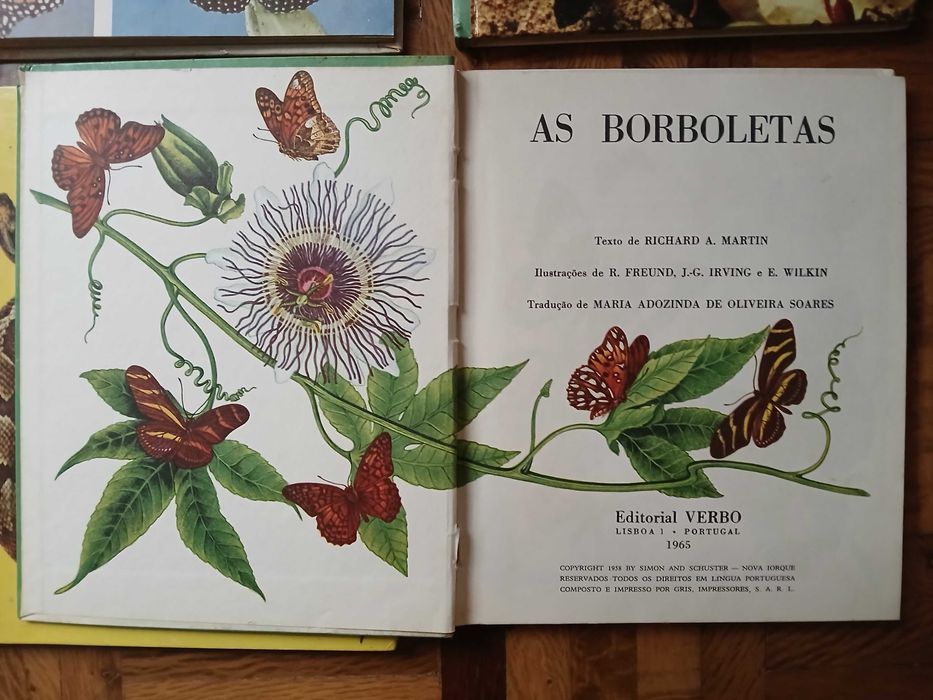 AS BORBOLETAS
Texto de RICHARD A. MARTIN
Ilustrações de R. FREUND, J.-G. IRVING e E. WILKIN
Tradução de MARIA ADOZINDA DE OLIVEIRA SOARES
Editorial VERBO
LISBOA 1 • PORTUGAL
1965
COPYRIGHT 1958 BY SIMON AND SCHUSTER — NOVA IORQUE
RESERVADOS TODOS OS DIREITOS EM LINGUA PORTUGUESA
COMPOSTO E IMPRESSO POR GRIS, IMPRESSORES, S. A. R. L.